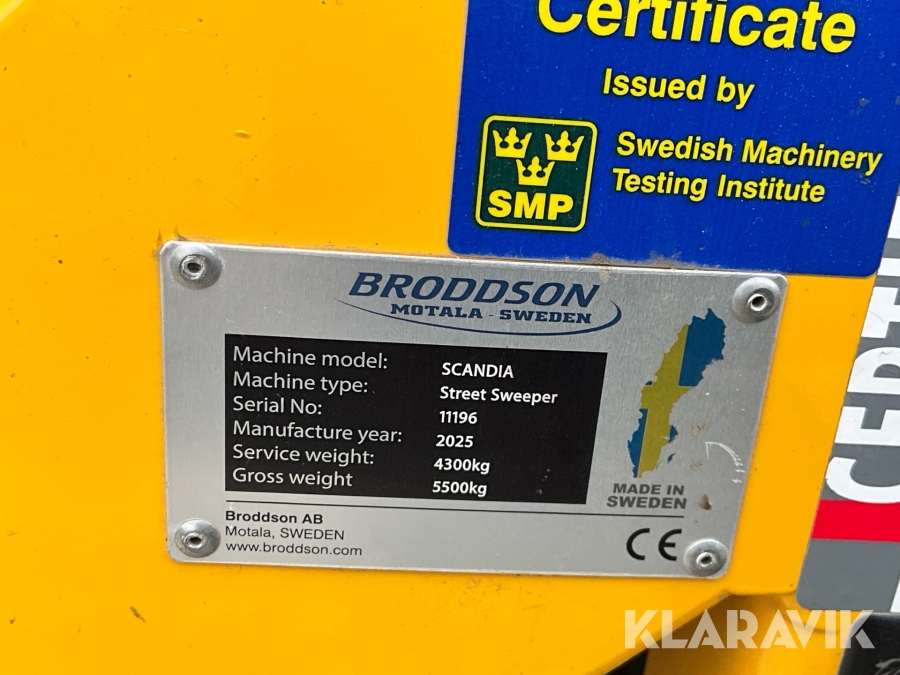 Certificate
Issued by
SMP
Swedish Machinery
Testing Institute
BRODDSON
MOTALA - SWEDEN
Machine model: SCANDIA
Machine type: Street Sweeper
Serial No: 11196
Manufacture year: 2025
Service weight: 4300kg
Gross weight 5500kg
MADE IN
SWEDEN
Broddson AB
Motala, SWEDEN
www.broddson.com
CE
KLARAVIK